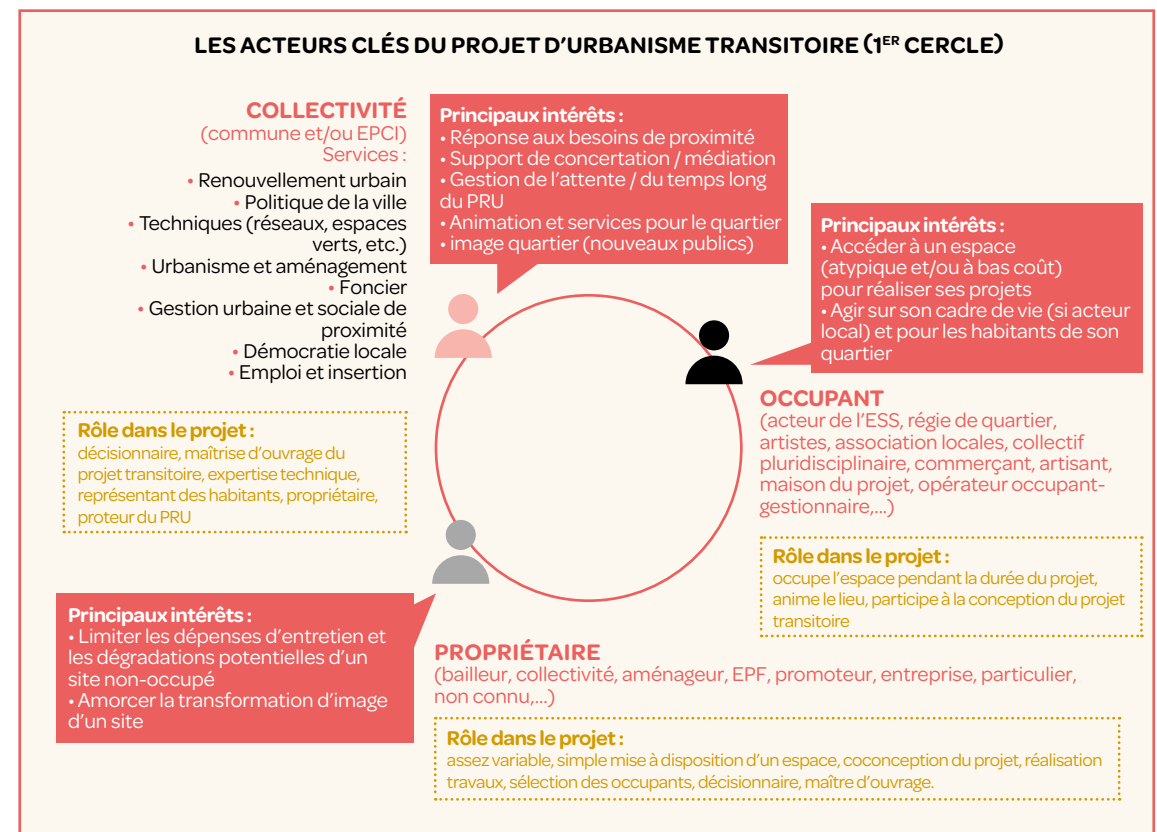 LES ACTEURS CLÉS DU PROJET D'URBANISME TRANSITOIRE (1ER CERCLE)
COLLECTIVITÉ
(commune et/ou EPCI)
Services :
• Renouvellement urbain
• Politique de la ville
• Techniques (réseaux, espaces
verts, etc.)
• Urbanisme et aménagement
• Foncier
• Gestion urbaine et sociale de
proximité
• Démocratie locale
• Emploi et insertion
Principaux intérêts :
• Réponse aux besoins de proximité
• Support de concertation / médiation
• Gestion de l'attente / du temps long
du PRU
• Animation et services pour le quartier
• image quartier (nouveaux publics)
Rôle dans le projet :
décisionnaire, maîtrise d'ouvrage du
projet transitoire, expertise technique,
représentant des habitants, propriétaire,
proteur du PRU
Principaux intérêts :
• Accéder à un espace
(atypique et/ou à bas coût)
pour réaliser ses projets
• Agir sur son cadre de vie (si acteur
local) et pour les habitants de son
quartier
OCCUPANT
(acteur de l'ESS, régie de quartier,
artistes, association locales, collectif
pluridisciplinaire, commerçant, artisant,
maison du projet, opérateur occupant-
gestionnaire,...)
Rôle dans le projet :
occupe l'espace pendant la durée du projet,
anime le lieu, participe à la conception du projet
transitoire
Principaux intérêts :
• Limiter les dépenses d'entretien et
les dégradations potentielles d'un
site non-occupé
• Amorcer la transformation d'image
d'un site
PROPRIÉTAIRE
(bailleur, collectivité, aménageur, EPF, promoteur, entreprise, particulier,
non connu,...)
Rôle dans le projet :
assez variable, simple mise à disposition d'un espace, coconception du projet, réalisation
travaux, sélection des occupants, décisionnaire, maître d'ouvrage.